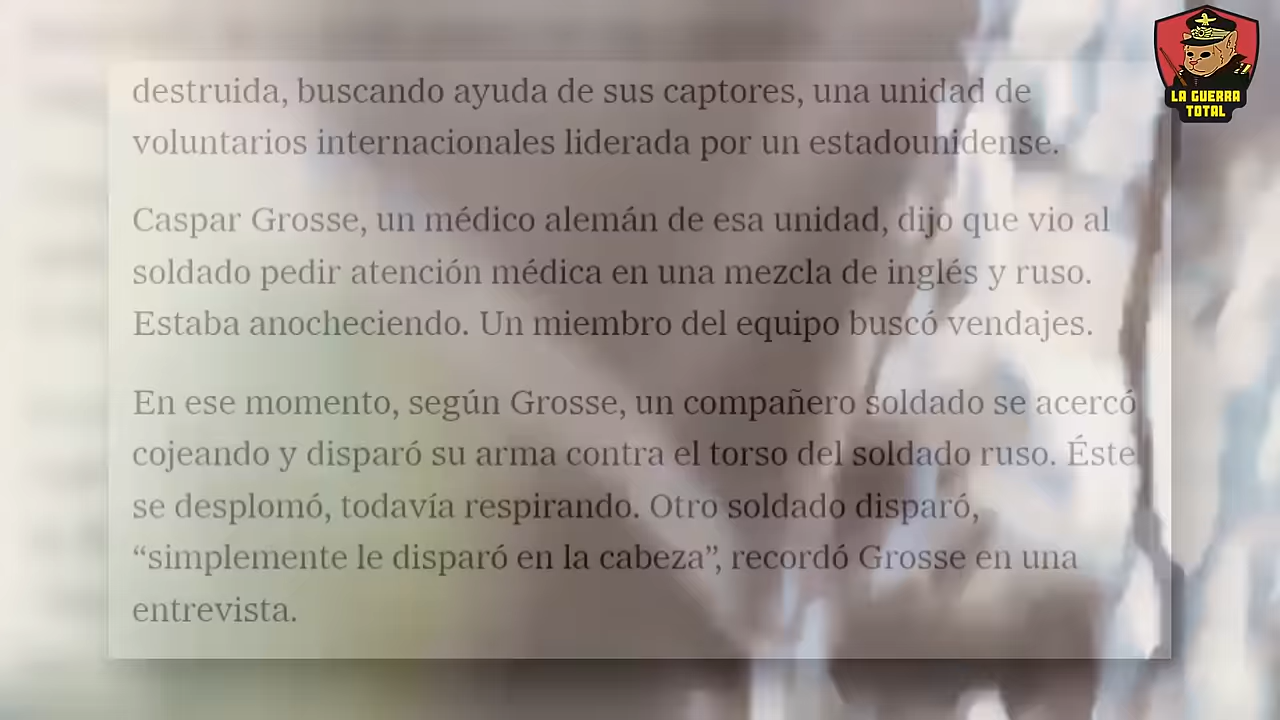 destruida, buscando ayuda de sus captores, una unidad de
voluntarios internacionales liderada por un estadounidense.
Caspar Grosse, un médico alemán de esa unidad, dijo que vio al
soldado pedir atención médica en una mezcla de inglés y ruso.
Estaba anocheciendo. Un miembro del equipo buscó vendajes.
En ese momento, según Grosse, un compañero soldado se acercó
cojeando y disparó su arma contra el torso del soldado ruso. Éste
se desplomó, todavía respirando. Otro soldado disparó,
“simplemente le disparó en la cabeza”, recordó Grosse en una
entrevista.
LA GUERRA
TOTAL